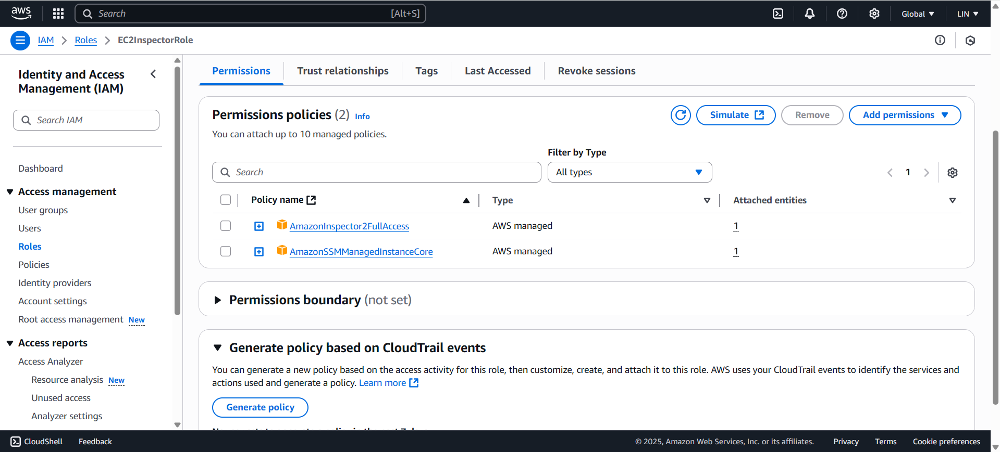 aws
Search
[Alt+S]
Global
LIN
IAM
Roles
EC2InspectorRole
Identity and Access
Management (IAM)
Search IAM
Dashboard
Access management
User groups
Users
Roles
Policies
Identity providers
Account settings
Root access management New
Access reports
Access Analyzer
Resource analysis New
Unused access
Analyzer settings
Permissions
Trust relationships
Tags
Last Accessed
Revoke sessions
Permissions policies (2) Info
You can attach up to 10 managed policies.
Simulate
Remove
Add permissions
Filter by Type
Search
All types
1
Policy name
Type
Attached entities
AmazonInspector2FullAccess
AWS managed
1
AmazonSSMManagedInstanceCore
AWS managed
1
Permissions boundary (not set)
Generate policy based on CloudTrail events
You can generate a new policy based on the access activity for this role, then customize, create, and attach it to this role. AWS uses your CloudTrail events to identify the services and
actions used and generate a policy. Learn more
Generate policy
CloudShell
Feedback
© 2025, Amazon Web Services, Inc. or its affiliates.
Privacy
Terms
Cookie preferences